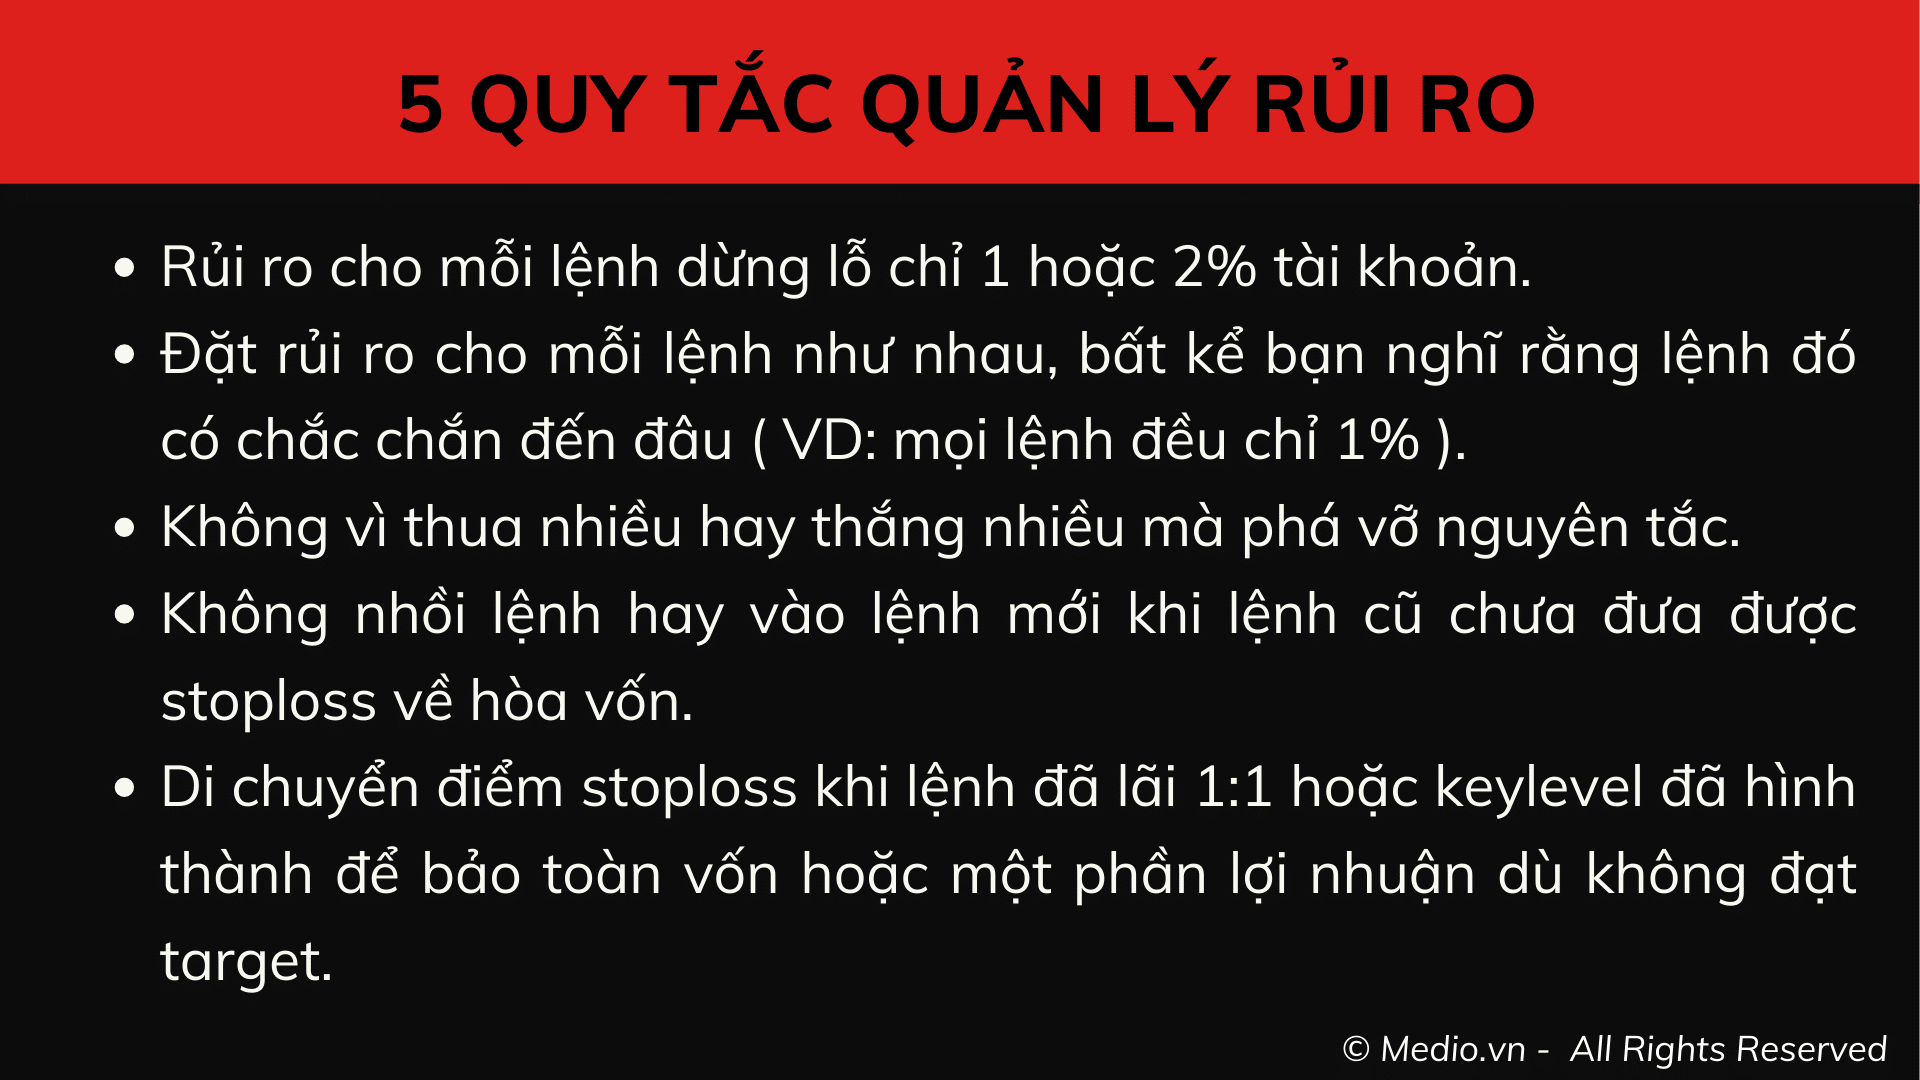 5 QUY TẮC QUẢN LÝ RỦI RO
• Rủi ro cho mỗi lệnh dừng lỗ chỉ 1 hoặc 2% tài khoản.
• Đặt rủi ro cho mỗi lệnh như nhau, bất kể bạn nghĩ rằng lệnh đó
có chắc chắn đến đâu ( VD: mọi lệnh đều chỉ 1% ).
• Không vì thua nhiều hay thắng nhiều mà phá vỡ nguyên tắc.
• Không nhồi lệnh hay vào lệnh mới khi lệnh cũ chưa đưa được
stoploss về hòa vốn.
• Di chuyển điểm stoploss khi lệnh đã lãi 1:1 hoặc keylevel đã hình
thành để bảo toàn vốn hoặc một phần lợi nhuận dù không đạt
target.
© Medio.vn - All Rights Reserved